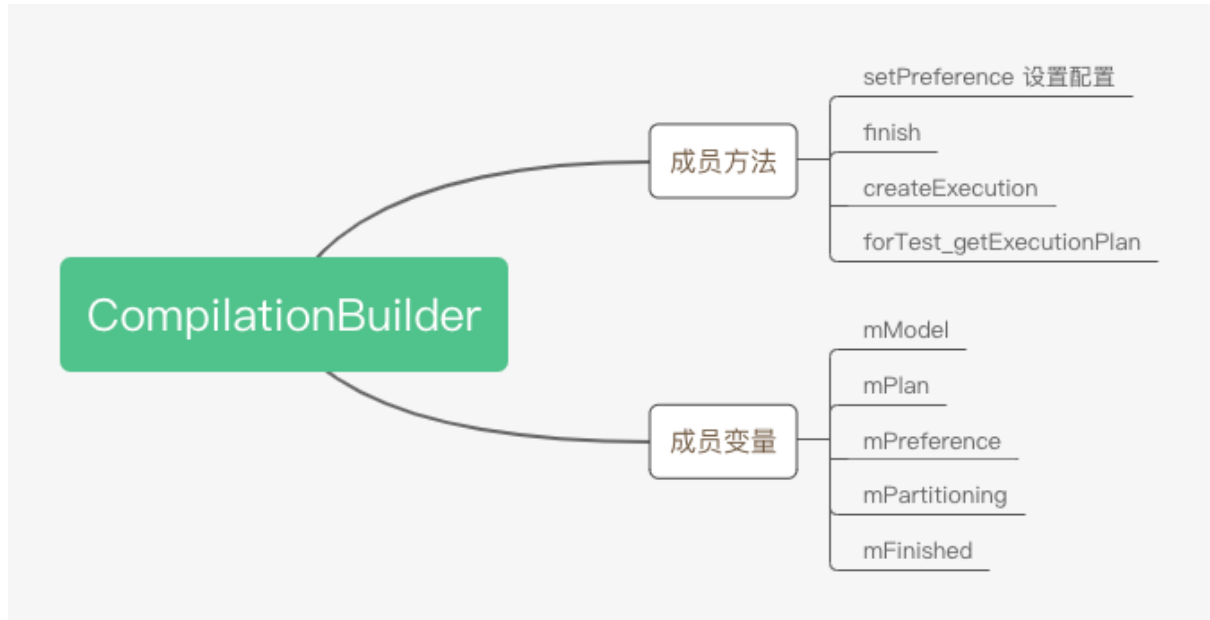 CompilationBuilder
成员方法
setPreference 设置配置
finish
createExecution
forTest_getExecutionPlan
成员变量
mModel
mPlan
mPreference
mPartitioning
mFinished